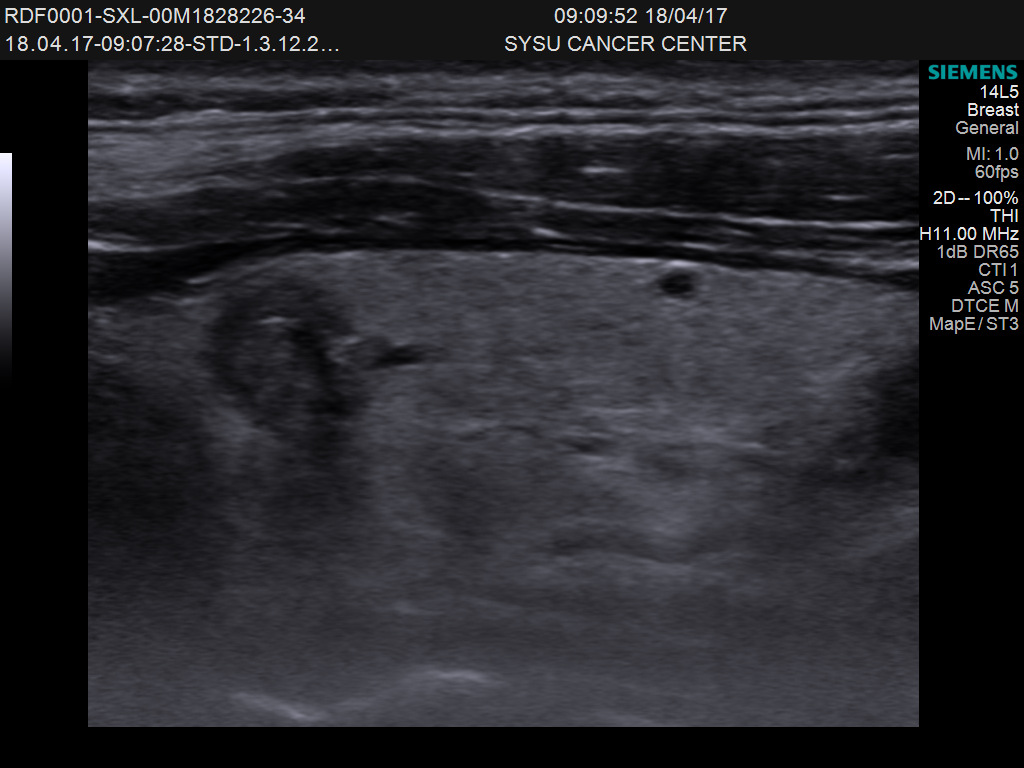 RDF0001-SXL-00M1828226-34
09:09:52 18/04/17
18.04.17-09:07:28-STD-1.3.12.2…
SYSU CANCER CENTER
SIEMENS
14L5
Breast
General
MI: 1.0
60fps
2D--100%
THI
H11.00 MHz
1dB DR65
CTI 1
ASC 5
DTCE M
MapE/ST3